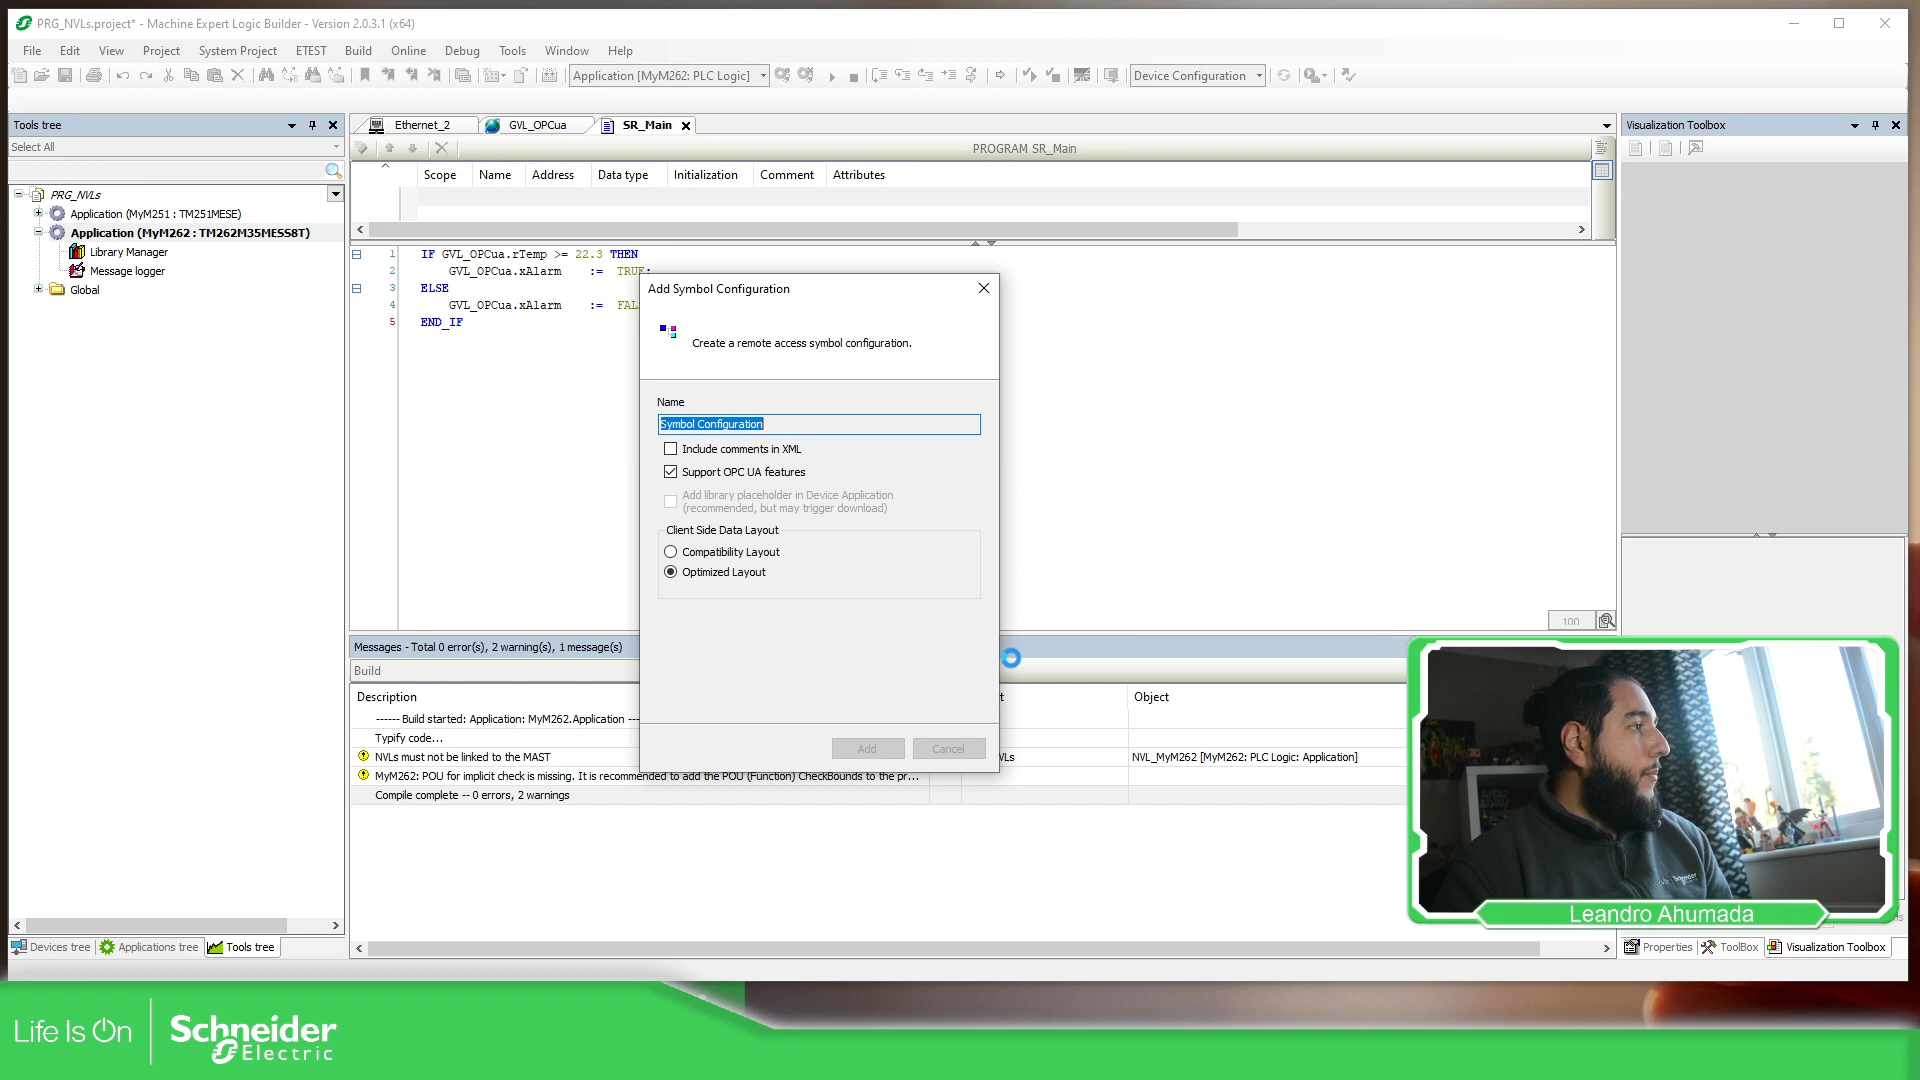 PRG_NVLs.project* - Machine Expert Logic Builder - Version 2.0.3.1 (x64)
File Edit View Project System Project ETEST Build Online Debug Tools Window Help
Application [MyM262: PLC Logic] Device Configuration
Tools tree
Select All
PRG_NVLs
Application (MyM251 : TM251MESE)
Application (MyM262 : TM262M35MESS8T)
Library Manager
Message logger
Global
Devices tree Applications tree Tools tree
Ethernet_2 GVL_OPCua SR_Main
PROGRAM SR_Main
Scope Name Address Data type Initialization Comment Attributes
1 IF GVL_OPCua.rTemp >= 22.3 THEN
2 GVL_OPCua.xAlarm := TRUE;
3 ELSE
4 GVL_OPCua.xAlarm := FAL
5 END_IF
100
Add Symbol Configuration
Create a remote access symbol configuration.
Name
Symbol Configuration
Include comments in XML
Support OPC UA features
Add library placeholder in Device Application
(recommended, but may trigger download)
Client Side Data Layout
Compatibility Layout
Optimized Layout
Add Cancel
Messages - Total 0 error(s), 2 warning(s), 1 message(s)
Build
Description t Object
------ Build started: Application: MyM262.Application ---
Typify code...
NVLs must not be linked to the MAST VLs NVL_MyM262 [MyM262: PLC Logic: Application]
MyM262: POU for implicit check is missing. It is recommended to add the POU (Function) CheckBounds to the pr...
Compile complete -- 0 errors, 2 warnings
Visualization Toolbox
Schneider
Leandro Ahumada
Properties ToolBox Visualization Toolbox
Life Is On
Schneider
Electric